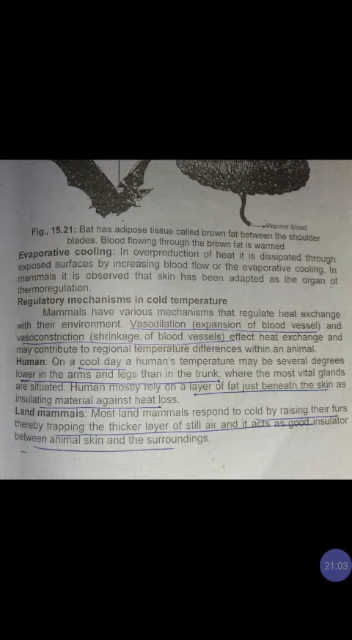 Warmer blood
Fig., 15.21: Bat has adipose tissue called brown fat between the shoulder
blades. Blood flowing through the brown fat is warmed.
Evaporative cooling: In overproduction of heat it is dissipated through
exposed surfaces by increasing blood flow or the evaporative cooling. In
mammals it is observed that skin has been adapted as the organ of
thermoregulation.
Regulatory mechanisms in cold temperature
Mammals have various mechanisms that regulate heat exchange
with their environment. Vasodilation (expansion of blood vessel) and
vasoconstriction (shrinkage of blood vessels) effect heat exchange and
may contribute to regional temperature differences within an animal.
Human: On a cool day a human's temperature may be several degrees
lower in the arms and legs than in the trunk, where the most vital glands
are situated. Human mostly rely on a layer of fat just beneath the skin as
insulating material against heat loss.
Land mammals: Most land mammals respond to cold by raising their furs
thereby trapping the thicker layer of still air and it acts as good insulator
between animal skin and the surroundings.
21:03